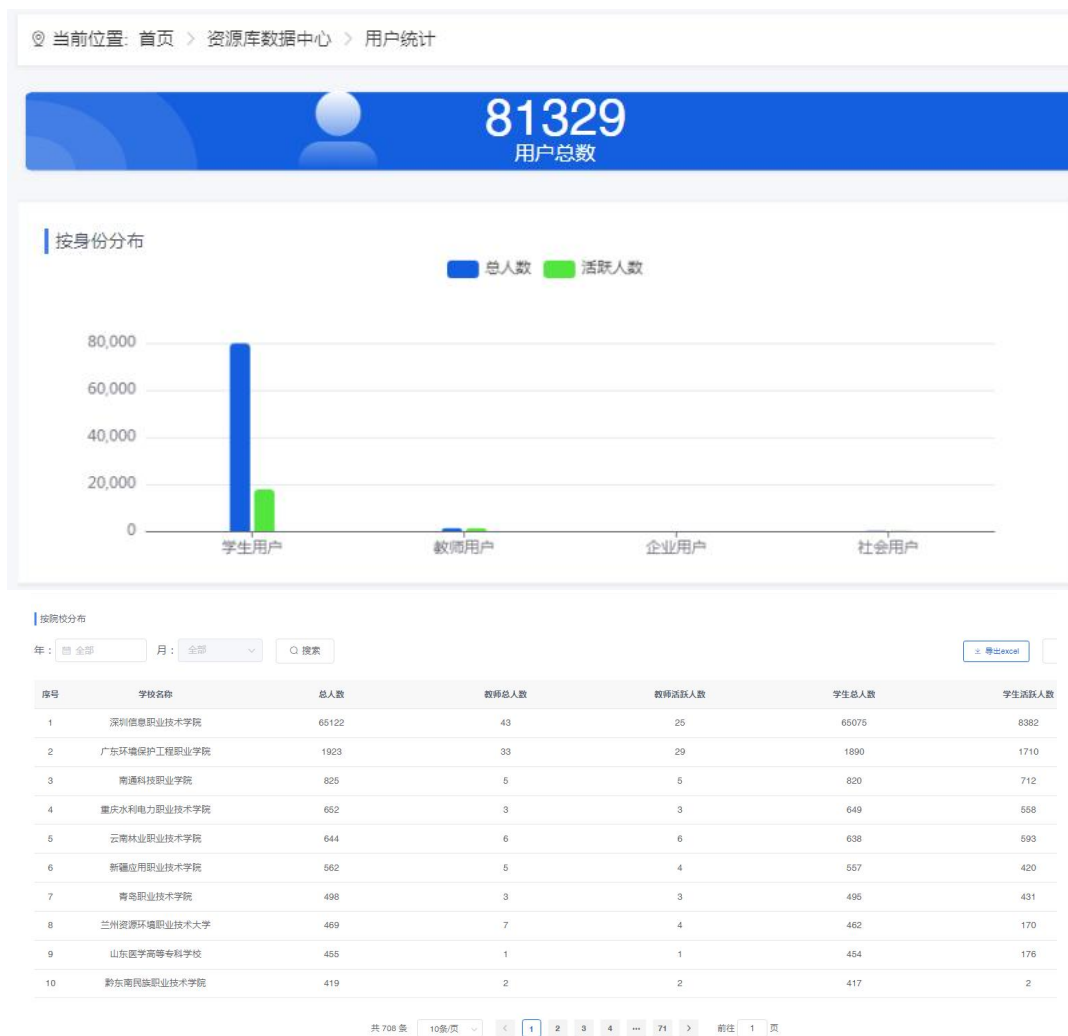 当前位置: 首页 > 资源库数据中心 > 用户统计
81329
用户总数
按身份分布
总人数 活跃人数
80,000
60,000
40,000
20,000
0
学生用户 教师用户 企业用户 社会用户
按院校分布
年： 全部 月： 全部 搜索 导出excel
序号 学校名称 总人数 教师总人数 教师活跃人数 学生总人数 学生活跃人数
1 深圳信息职业技术学院 65122 43 25 65075 8382
2 广东环境保护工程职业学院 1923 33 29 1890 1710
3 南通科技职业学院 825 5 5 820 712
4 重庆水利电力职业技术学院 652 3 3 649 558
5 云南林业职业技术学院 644 6 6 638 593
6 新疆应用职业技术学院 562 5 4 557 420
7 青岛职业技术学院 498 3 3 495 431
8 兰州资源环境职业技术大学 469 7 4 462 170
9 山东医学高等专科学校 455 1 1 454 176
10 黔东南民族职业技术学院 419 2 2 417 2
共 708 条 10条/页 < 1 2 3 4 ··· 71 > 前往 1 页